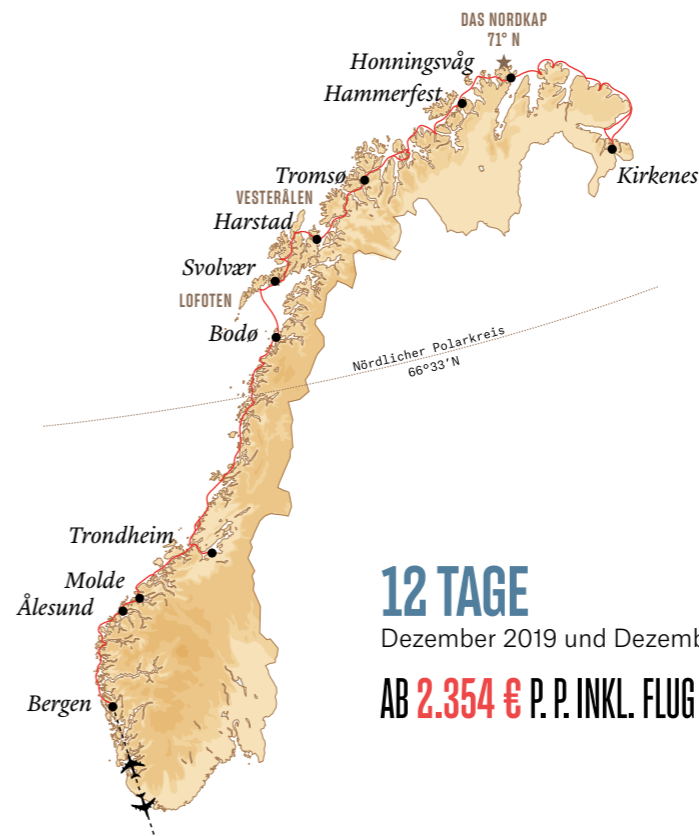 DAS NORDKAP
71° N
Honningsvåg
Hammerfest
Kirkenes
Tromsø
VESTERÅLEN
Harstad
Svolvær
LOFOTEN
Bodø
Nördlicher Polarkreis
66°33'N
Trondheim
Molde
Ålesund
Bergen
12 TAGE
Dezember 2019 und Dezemb
AB 2.354 € P. P. INKL. FLUG